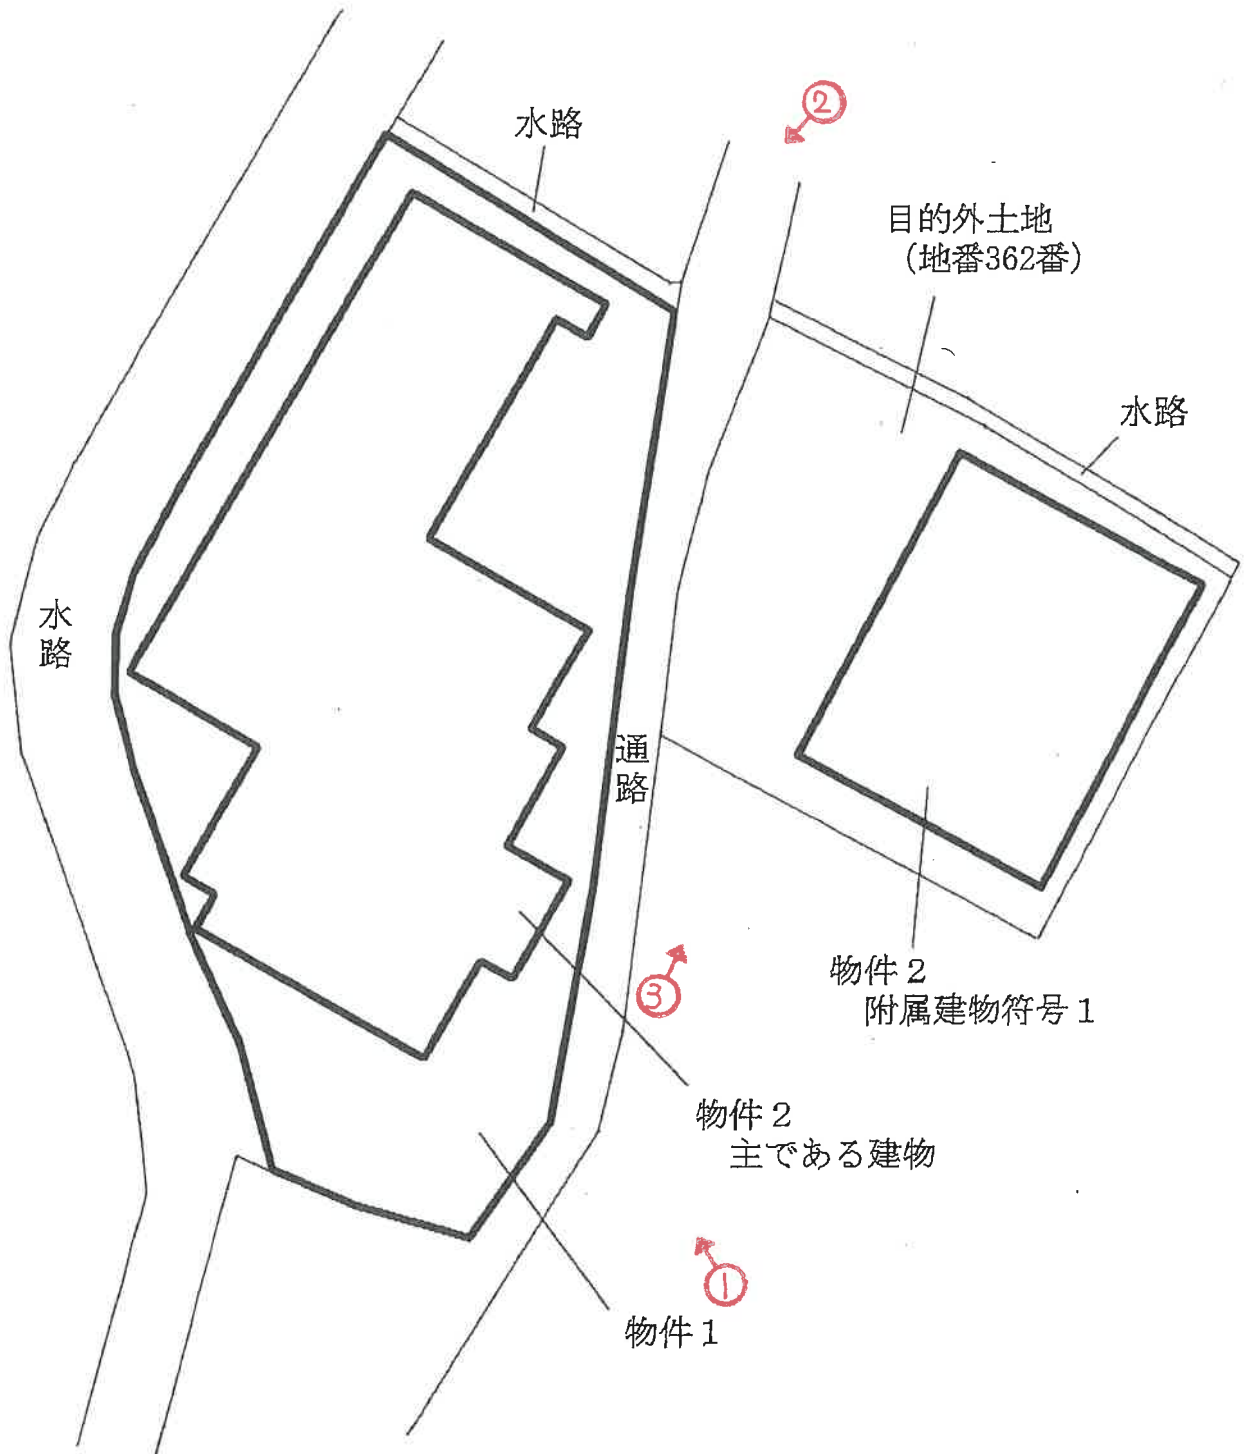 ②
水路
目的外土地
(地番362番)
水路
水路
通路
③
物件２
附属建物符号１
物件２
主である建物
①
物件１